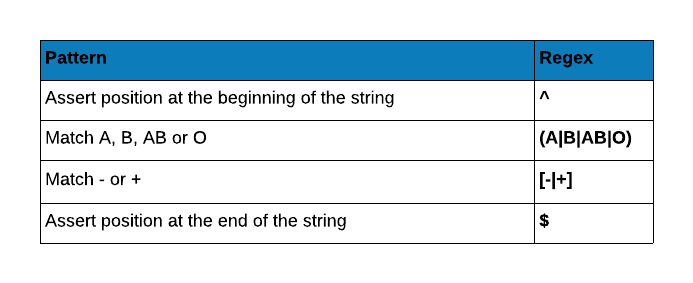 Pattern Regex
Assert position at the beginning of the string ^
Match A, B, AB or O (A|B|AB|O)
Match - or + [-|+]
Assert position at the end of the string $